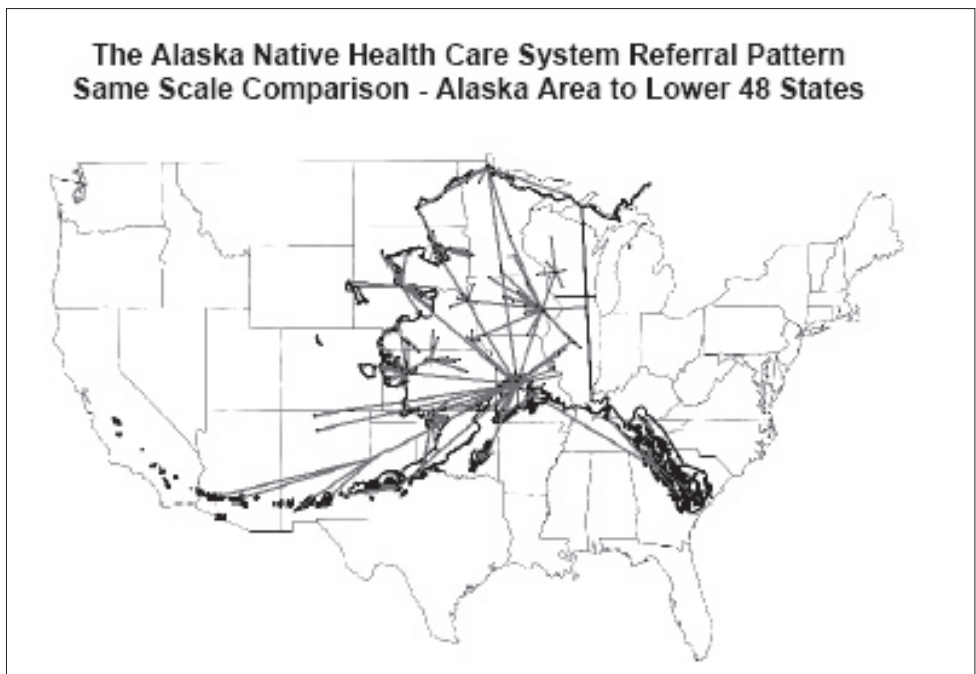 The Alaska Native Health Care System Referral Pattern
Same Scale Comparison - Alaska Area to Lower 48 States